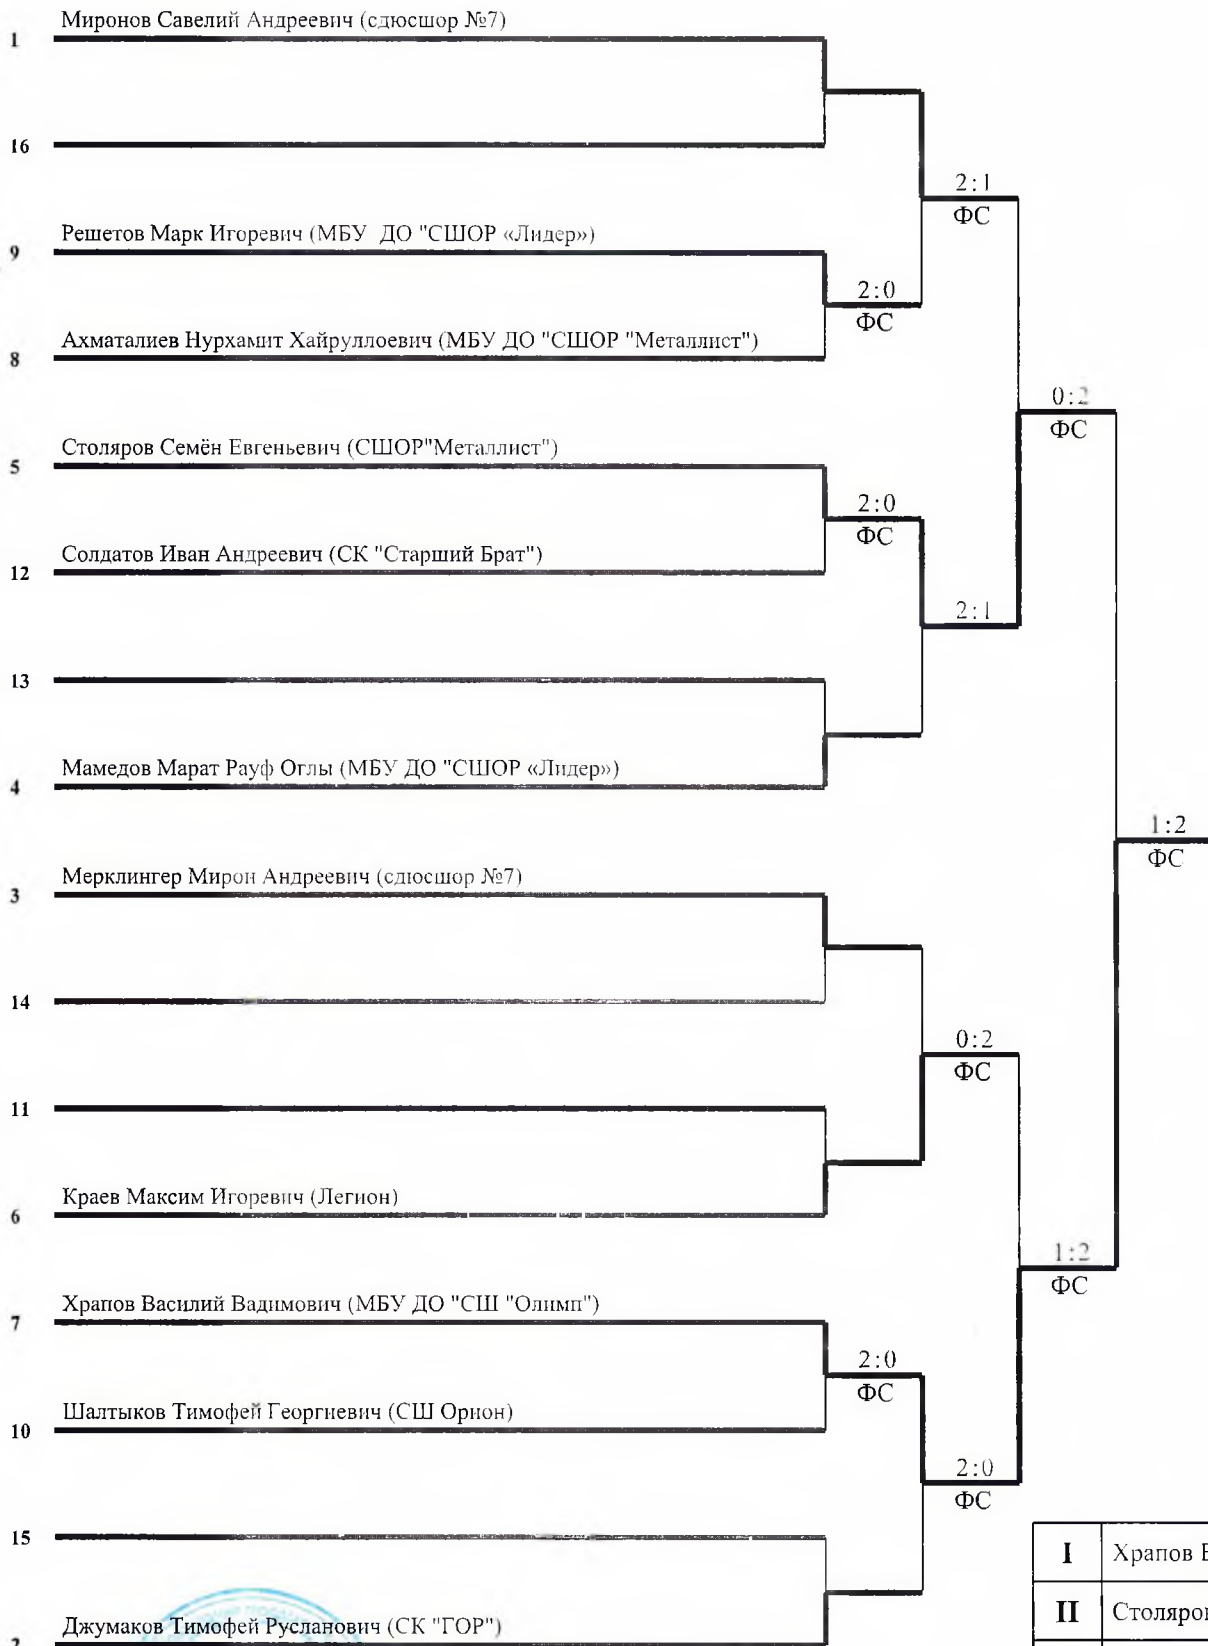 Миронов Савелий Андреевич (сдюсшор №7)
1
16
2:1
ФС
Решетов Марк Игоревич (МБУ ДО "СШОР «Лидер»)
9
2:0
ФС
Ахматалиев Нурхамит Хайруллоевич (МБУ ДО "СШОР "Металлист")
8
0:2
ФС
Столяров Семён Евгеньевич (СШОР"Металлист")
5
2:0
ФС
Солдатов Иван Андреевич (СК "Старший Брат")
12
2:1
13
Мамедов Марат Рауф Оглы (МБУ ДО "СШОР «Лидер»)
4
1:2
ФС
Мерклингер Мирон Андреевич (сдюсшор №7)
3
14
0:2
ФС
11
Краев Максим Игоревич (Легион)
6
1:2
ФС
Храпов Василий Вадимович (МБУ ДО "СШ "Олимп")
7
2:0
ФС
Шалтыков Тимофей Георгиевич (СШ Орион)
10
2:0
ФС
15
I Храпов
II Столяров
Джумаков Тимофей Русланович (СК "ГОР")
2